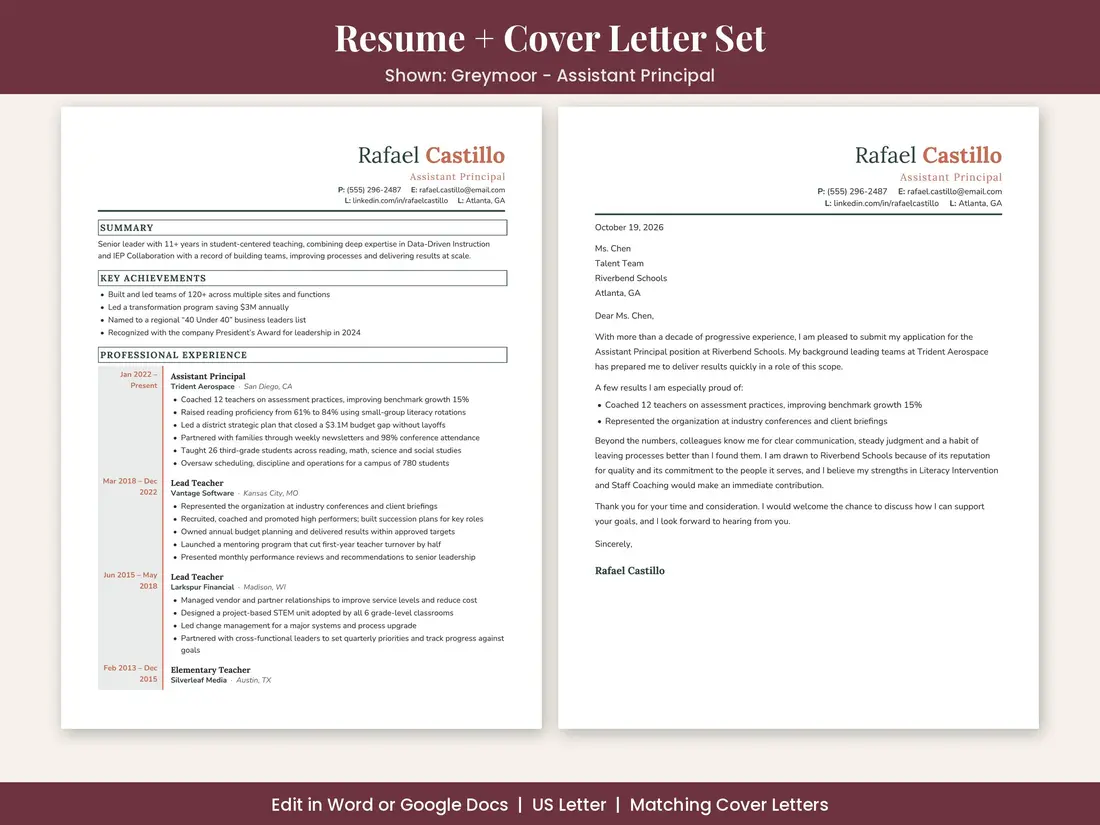 Resume + Cover Letter Set
Shown: Greymoor - Assistant Principal
Rafael Castillo
Assistant Principal
P: (555) 296-2487 E: rafael.castillo@email.com
L: linkedin.com/in/rafaelcastillo L: Atlanta, GA
SUMMARY
Senior leader with 11+ years in student-centered teaching, combining deep expertise in Data-Driven Instruction
and IEP Collaboration with a record of building teams, improving processes and delivering results at scale.
KEY ACHIEVEMENTS
• Built and led teams of 120+ across multiple sites and functions
• Led a transformation program saving $3M annually
• Named to a regional “40 Under 40” business leaders list
• Recognized with the company President’s Award for leadership in 2024
PROFESSIONAL EXPERIENCE
Jan 2022 –
Present
Assistant Principal
Trident Aerospace · San Diego, CA
• Coached 12 teachers on assessment practices, improving benchmark growth 15%
• Raised reading proficiency from 61% to 84% using small-group literacy rotations
• Led a district strategic plan that closed a $3.1M budget gap without layoffs
• Partnered with families through weekly newsletters and 98% conference attendance
• Taught 26 third-grade students across reading, math, science and social studies
• Oversaw scheduling, discipline and operations for a campus of 780 students
Mar 2018 – Dec
2022
Lead Teacher
Vantage Software · Kansas City, MO
• Represented the organization at industry conferences and client briefings
• Recruited, coached and promoted high performers; built succession plans for key roles
• Owned annual budget planning and delivered results within approved targets
• Launched a mentoring program that cut first-year teacher turnover by half
• Presented monthly performance reviews and recommendations to senior leadership
Jun 2015 – May
2018
Lead Teacher
Larkspur Financial · Madison, WI
• Managed vendor and partner relationships to improve service levels and reduce cost
• Designed a project-based STEM unit adopted by all 6 grade-level classrooms
• Led change management for a major systems and process upgrade
• Partnered with cross-functional leaders to set quarterly priorities and track progress against
goals
Feb 2013 – Dec
2015
Elementary Teacher
Silverleaf Media · Austin, TX
Rafael Castillo
Assistant Principal
P: (555) 296-2487 E: rafael.castillo@email.com
L: linkedin.com/in/rafaelcastillo L: Atlanta, GA
October 19, 2026
Ms. Chen
Talent Team
Riverbend Schools
Atlanta, GA
Dear Ms. Chen,
With more than a decade of progressive experience, I am pleased to submit my application for the
Assistant Principal position at Riverbend Schools. My background leading teams at Trident Aerospace
has prepared me to deliver results quickly in a role of this scope.
A few results I am especially proud of:
• Coached 12 teachers on assessment practices, improving benchmark growth 15%
• Represented the organization at industry conferences and client briefings
Beyond the numbers, colleagues know me for clear communication, steady judgment and a habit of
leaving processes better than I found them. I am drawn to Riverbend Schools because of its reputation
for quality and its commitment to the people it serves, and I believe my strengths in Literacy Intervention
and Staff Coaching would make an immediate contribution.
Thank you for your time and consideration. I would welcome the chance to discuss how I can support
your goals, and I look forward to hearing from you.
Sincerely,
Rafael Castillo
Edit in Word or Google Docs | US Letter | Matching Cover Letters